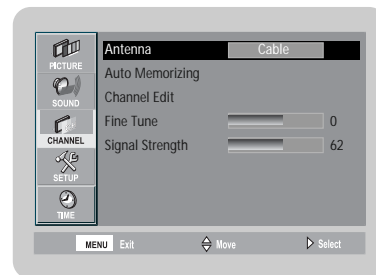 PICTURE
SOUND
CHANNEL
SETUP
TIME
Antenna Cable
Auto Memorizing
Channel Edit
Fine Tune 0
Signal Strength 62
MENU Exit Move Select